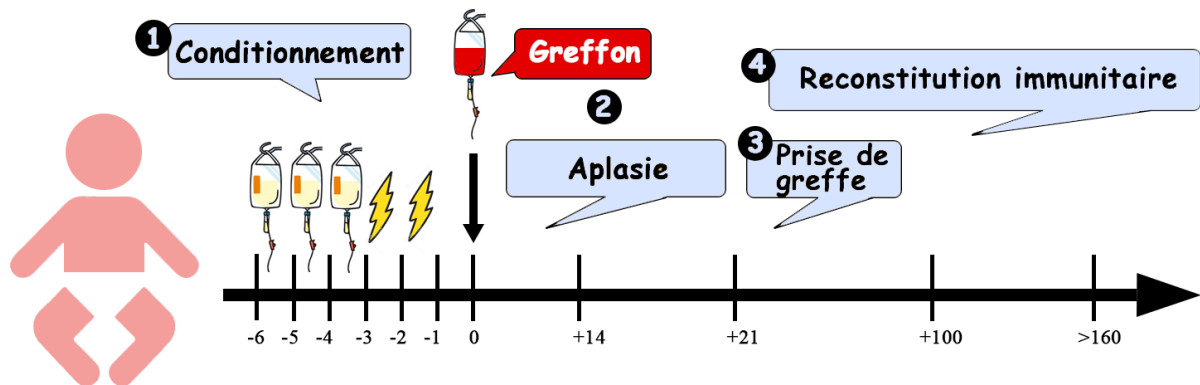 1 Conditionnement
Greffon
2
Aplasie
3 Prise de
greffe
4 Reconstitution immunitaire
-6 -5 -4 -3 -2 -1 0 +14 +21 +100 >160